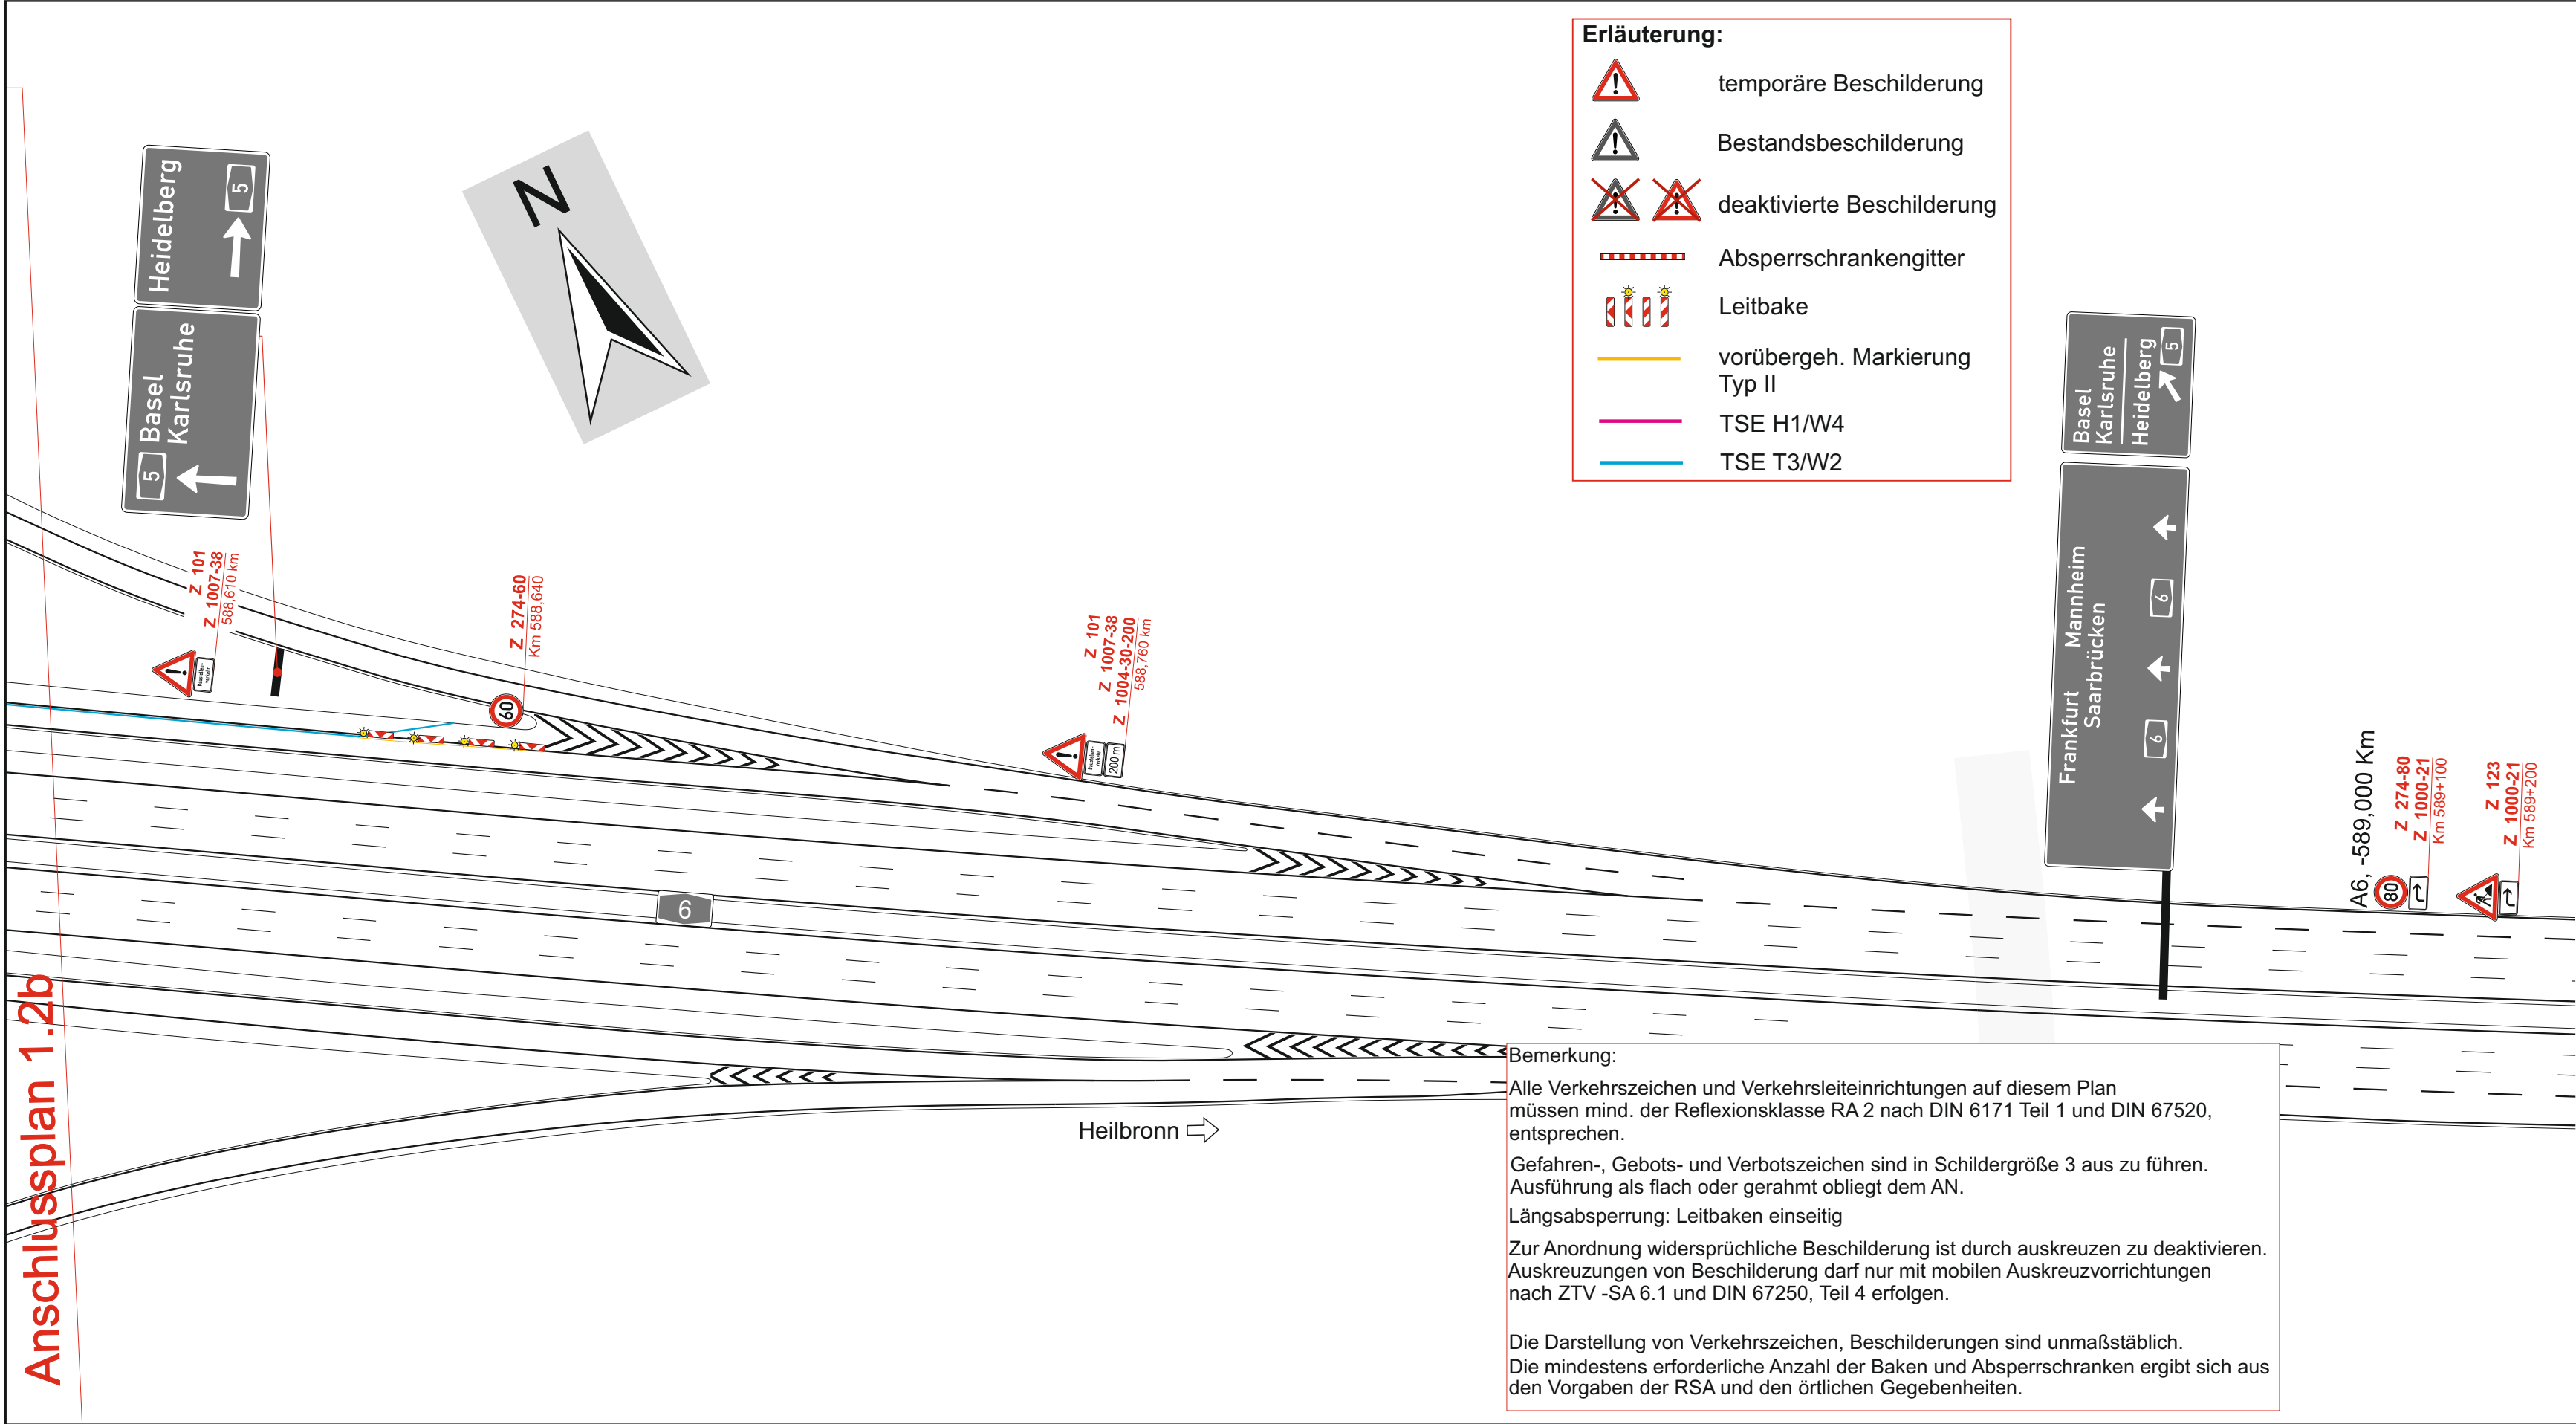 Erläuterung:
temporäre Beschilderung
Bestandsbeschilderung
deaktivierte Beschilderung
Absperrschrankengitter
Leitbake
vorübergeh. Markierung
Typ II
TSE H1/W4
TSE T3/W2
Heidelberg
5
Basel
Karlsruhe
5
N
Z 101
Z 1007-38
588,610 km
Baustellen-
verkehr
Z 274-60
Km 588,640
60
Z 101
Z 1007-38
Z 1004-30-200
588,760 km
Baustellen-
verkehr
200 m
Basel
Karlsruhe
Heidelberg
5
Frankfurt Mannheim
Saarbrücken
6
6
A6, -589,000 Km
Z 274-80
Z 1000-21
Km 589+100
80
Z 123
Z 1000-21
Km 589+200
6
Heilbronn
Anschlussplan 1.2b
Bemerkung:
Alle Verkehrszeichen und Verkehrsleiteinrichtungen auf diesem Plan
müssen mind. der Reflexionsklasse RA 2 nach DIN 6171 Teil 1 und DIN 67520,
entsprechen.
Gefahren-, Gebots- und Verbotszeichen sind in Schildergröße 3 aus zu führen.
Ausführung als flach oder gerahmt obliegt dem AN.
Längsabsperrung: Leitbaken einseitig
Zur Anordnung widersprüchliche Beschilderung ist durch auskreuzen zu deaktivieren.
Auskreuzungen von Beschilderung darf nur mit mobilen Auskreuzvorrichtungen
nach ZTV -SA 6.1 und DIN 67250, Teil 4 erfolgen.
Die Darstellung von Verkehrszeichen, Beschilderungen sind unmaßstäblich.
Die mindestens erforderliche Anzahl der Baken und Absperrschranken ergibt sich aus
den Vorgaben der RSA und den örtlichen Gegebenheiten.